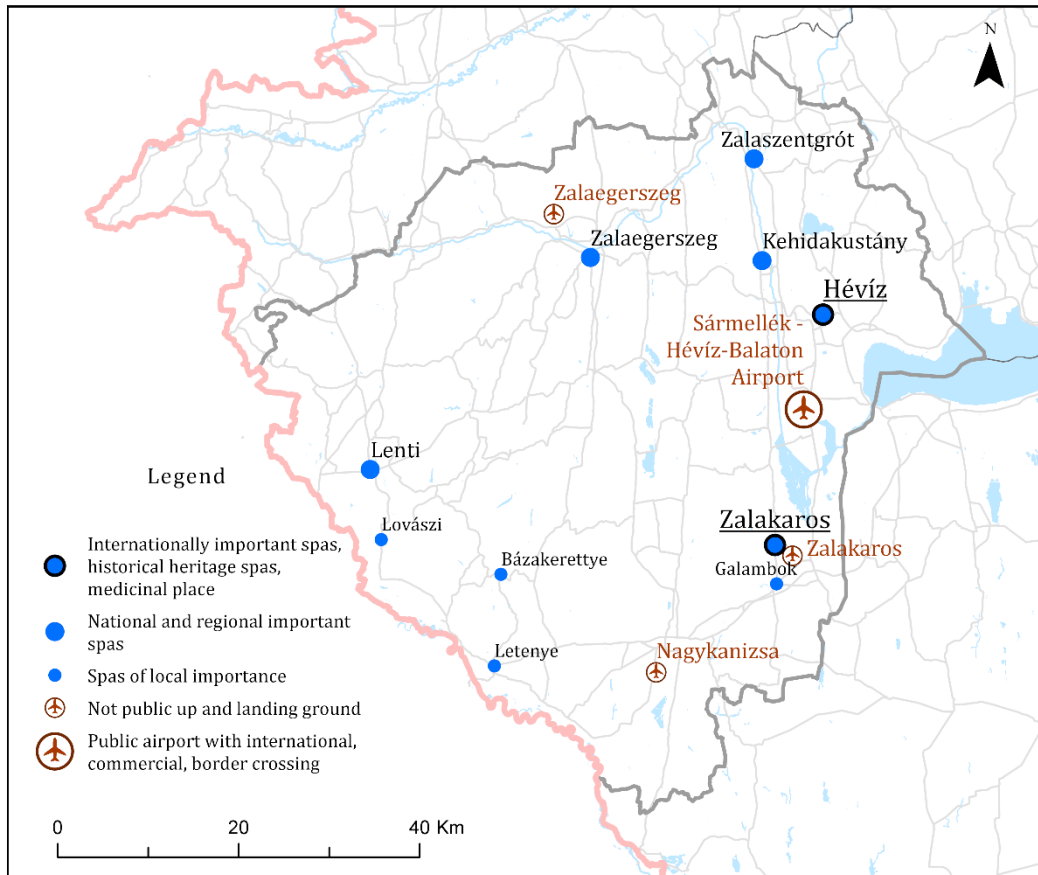 N
Zalaszentgrót
Zalaegerszeg
Zalaegerszeg
Kehidakustány
Hévíz
Sármellék -
Hévíz-Balaton
Airport
Lenti
Lovászi
Bázakerettye
Zalakaros
Zalakaros
Galambok
Letenye
Nagykanizsa
Legend
Internationally important spas,
historical heritage spas,
medicinal place
National and regional important
spas
Spas of local importance
Not public up and landing ground
Public airport with international,
commercial, border crossing
0 20 40 Km